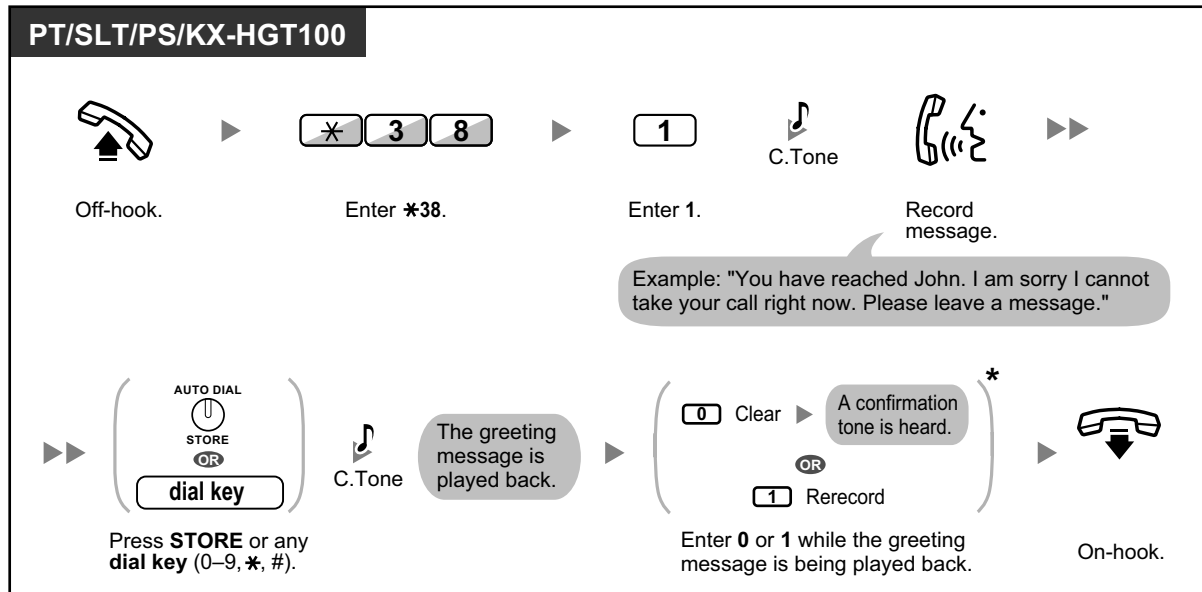 PT/SLT/PS/KX-HGT100
* 3 8
1
C.Tone
Off-hook.
Enter *38.
Enter 1.
Record
message.
Example: "You have reached John. I am sorry I cannot
take your call right now. Please leave a message."
AUTO DIAL
STORE
OR
dial key
Press STORE or any
dial key (0–9, *, #).
C.Tone
The greeting
message is
played back.
0 Clear
A confirmation
tone is heard.
OR
1 Rerecord
*
Enter 0 or 1 while the greeting
message is being played back.
On-hook.